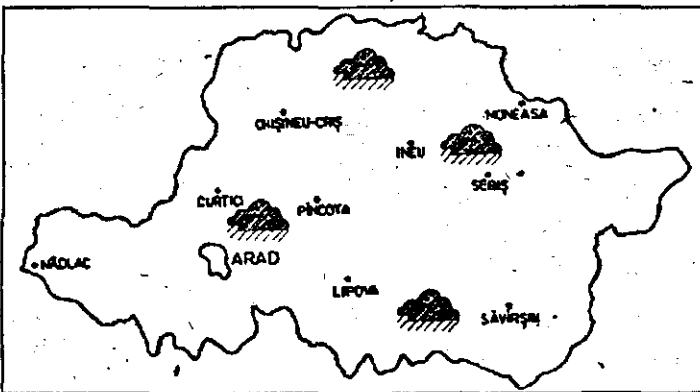 MONEASA
CHIȘINEU-CRIȘ
INEU
SEBIȘ
CURTICI
PÎNCOTA
ARAD
NĂDLAC
LIPOVA
SĂVÎRȘIN